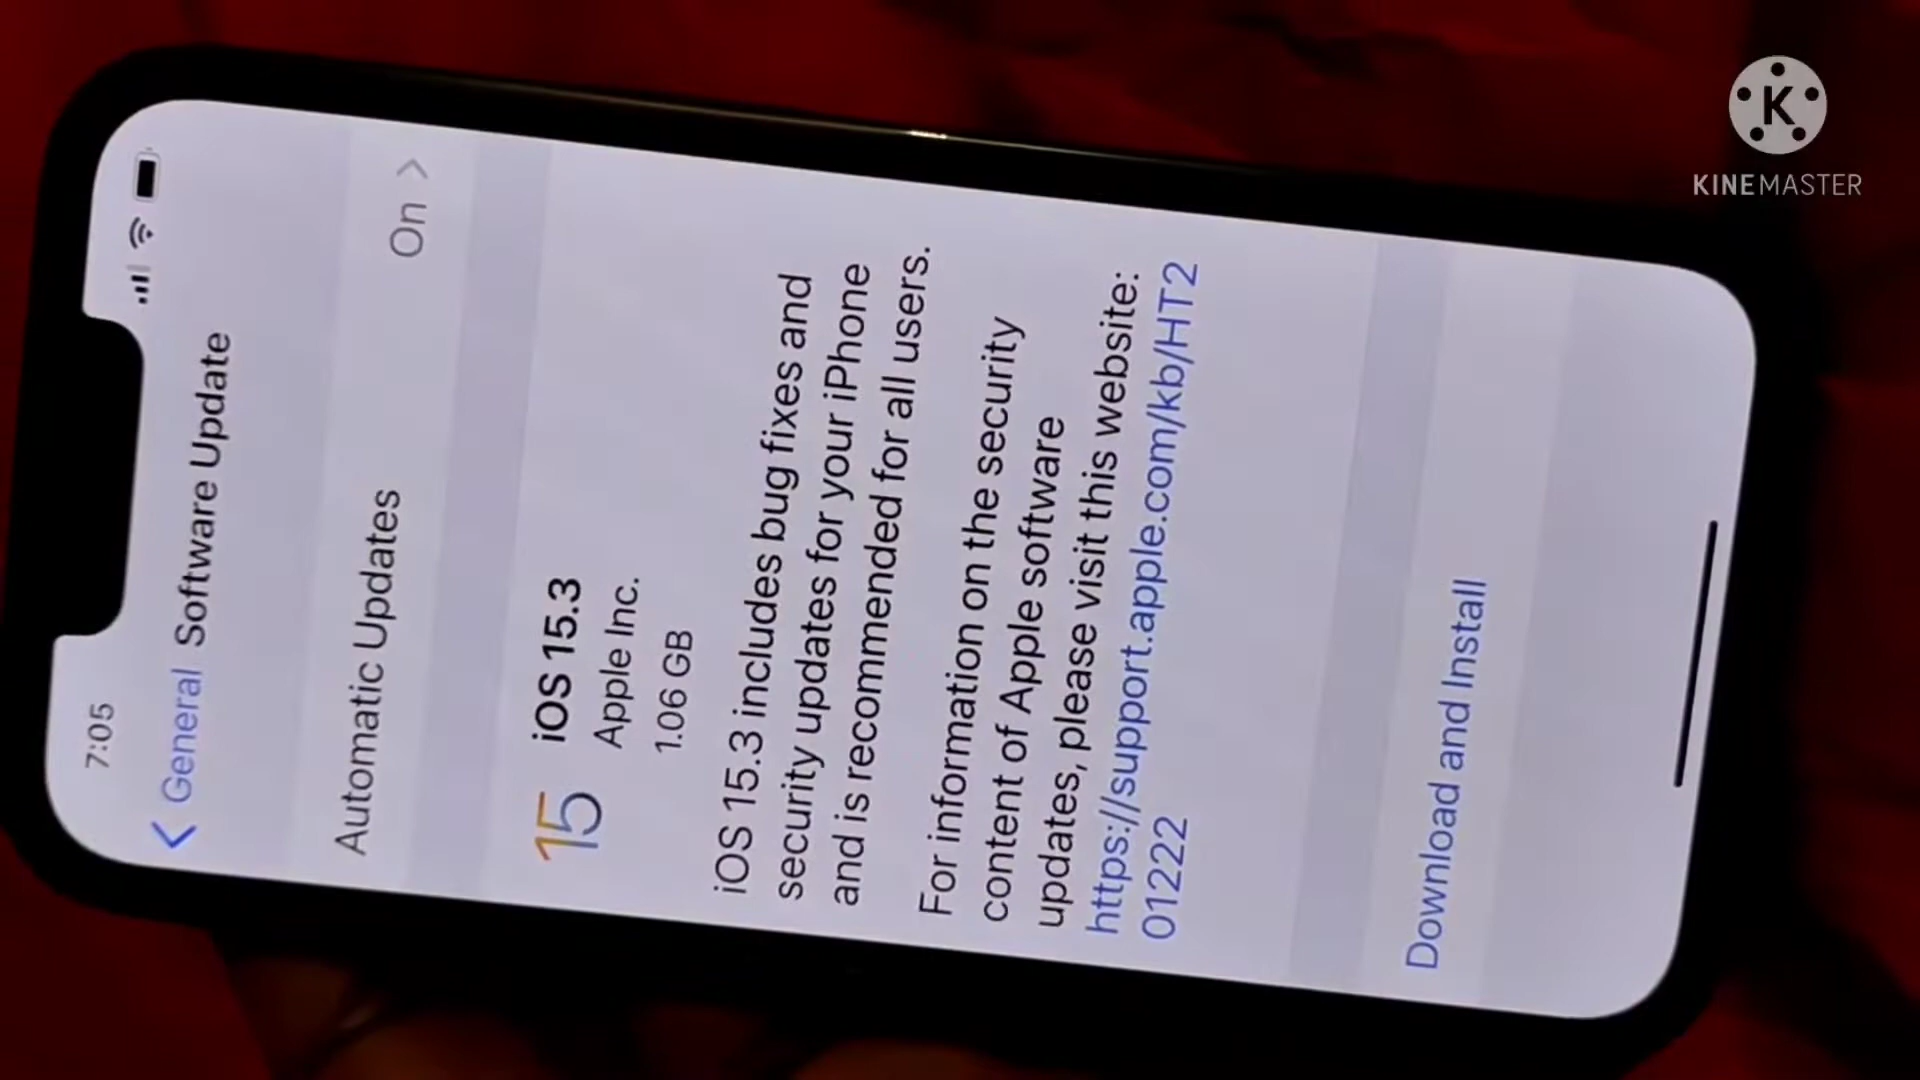 7:05
General Software Update
Automatic Updates On
15
iOS 15.3
Apple Inc.
1.06 GB
iOS 15.3 includes bug fixes and
security updates for your iPhone
and is recommended for all users.
For information on the security
content of Apple software
updates, please visit this website:
https://support.apple.com/kb/HT2
01222
Download and Install
K
KINEMASTER